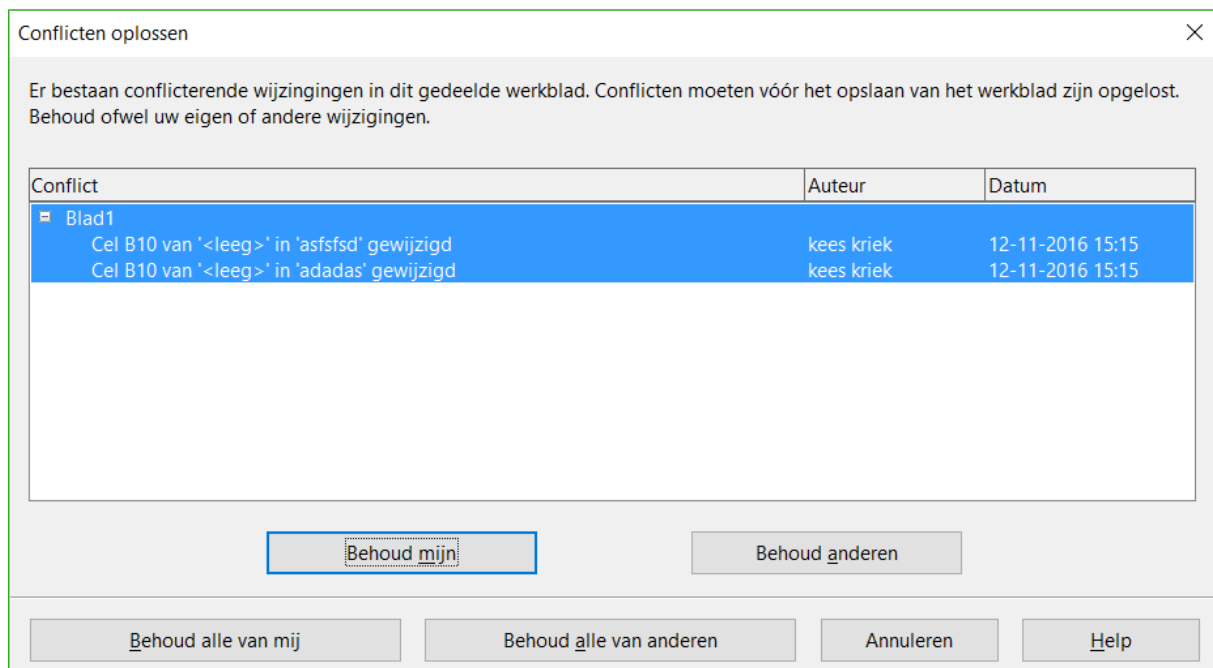 Conflicten oplossen
Er bestaan conflicterende wijzingingen in dit gedeelde werkblad. Conflicten moeten vóór het opslaan van het werkblad zijn opgelost.
Behoud ofwel uw eigen of andere wijzigingen.
Conflict Auteur Datum
Blad1
Cel B10 van '<leeg>' in 'asfsfsd' gewijzigd kees kriek 12-11-2016 15:15
Cel B10 van '<leeg>' in 'adadas' gewijzigd kees kriek 12-11-2016 15:15
Behoud mijn Behoud anderen
Behoud alle van mij Behoud alle van anderen Annuleren Help